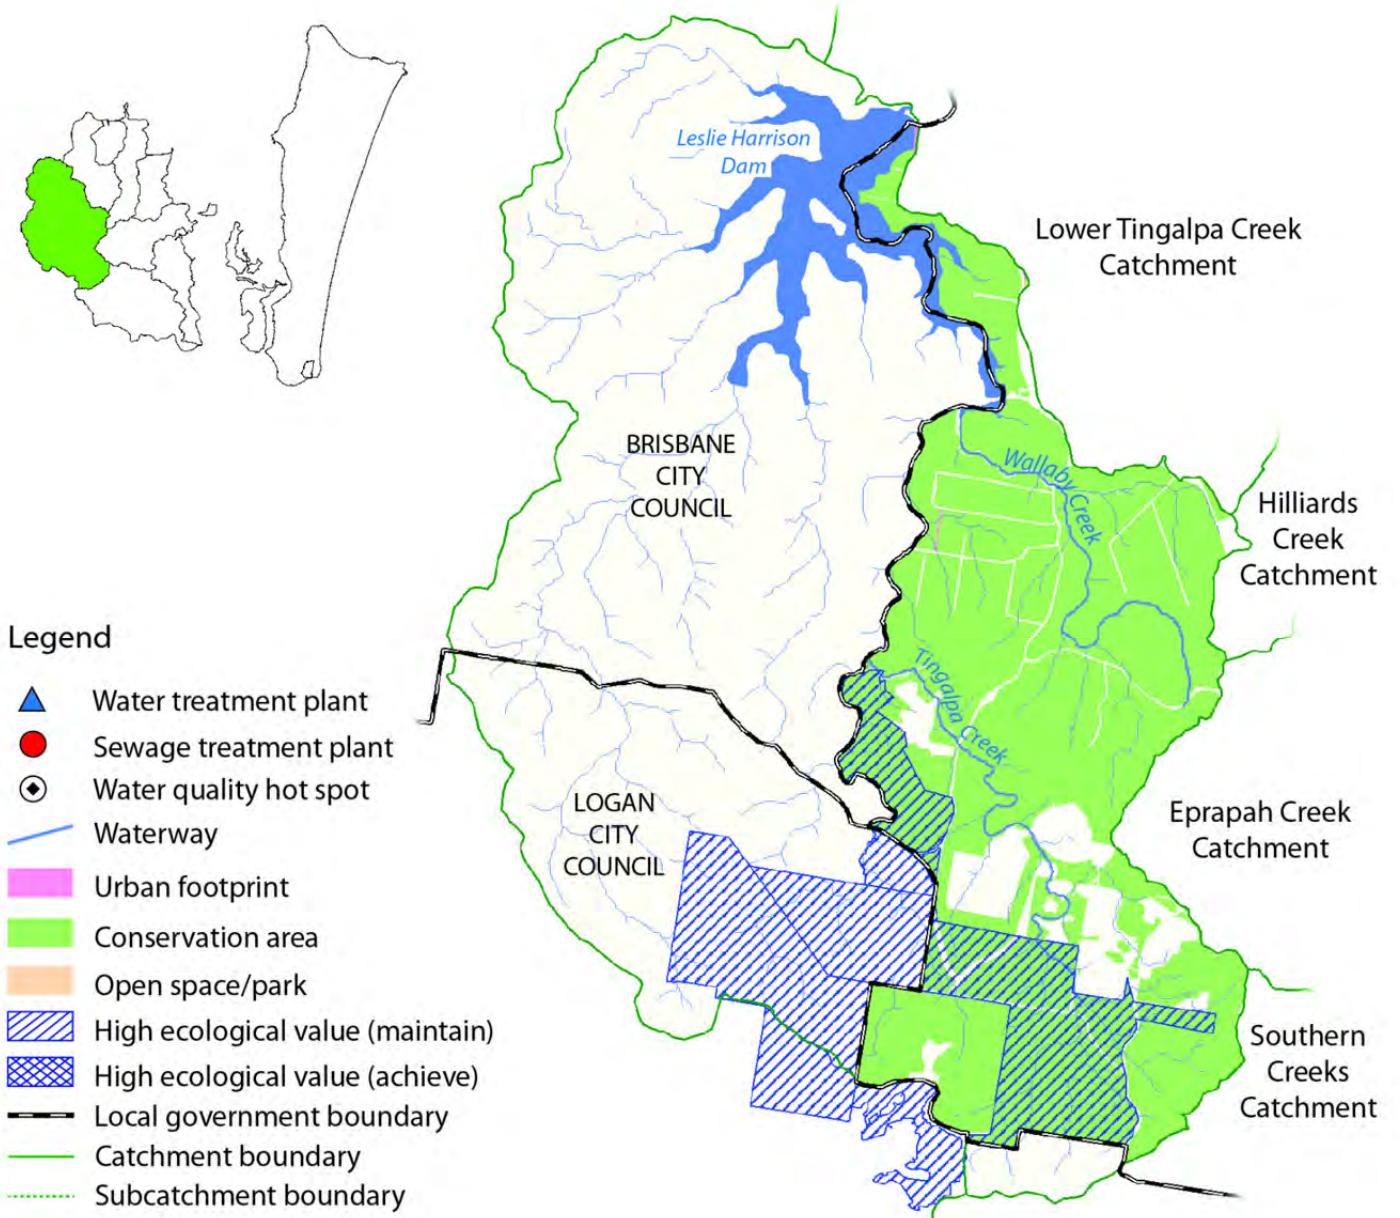 Leslie Harrison
Dam
Lower Tingalpa Creek
Catchment
BRISBANE
CITY
COUNCIL
Wallaby Creek
Hilliards
Creek
Catchment
Tingalpa Creek
LOGAN
CITY
COUNCIL
Eprapah Creek
Catchment
Southern
Creeks
Catchment
Legend
Water treatment plant
Sewage treatment plant
Water quality hot spot
Waterway
Urban footprint
Conservation area
Open space/park
High ecological value (maintain)
High ecological value (achieve)
Local government boundary
Catchment boundary
Subcatchment boundary